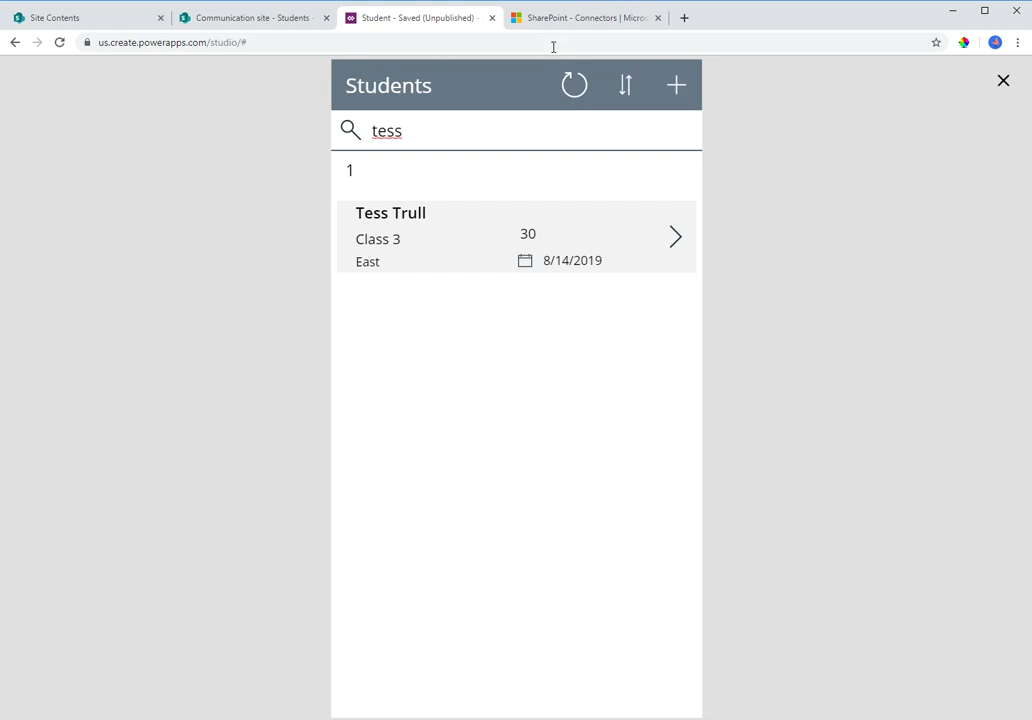 Site Contents
Communication site - Students -
Student - Saved (Unpublished) -
SharePoint - Connectors | Micros
us.create.powerapps.com/studio/#
Students
tess
1
Tess Trull
Class 3
30
East
8/14/2019